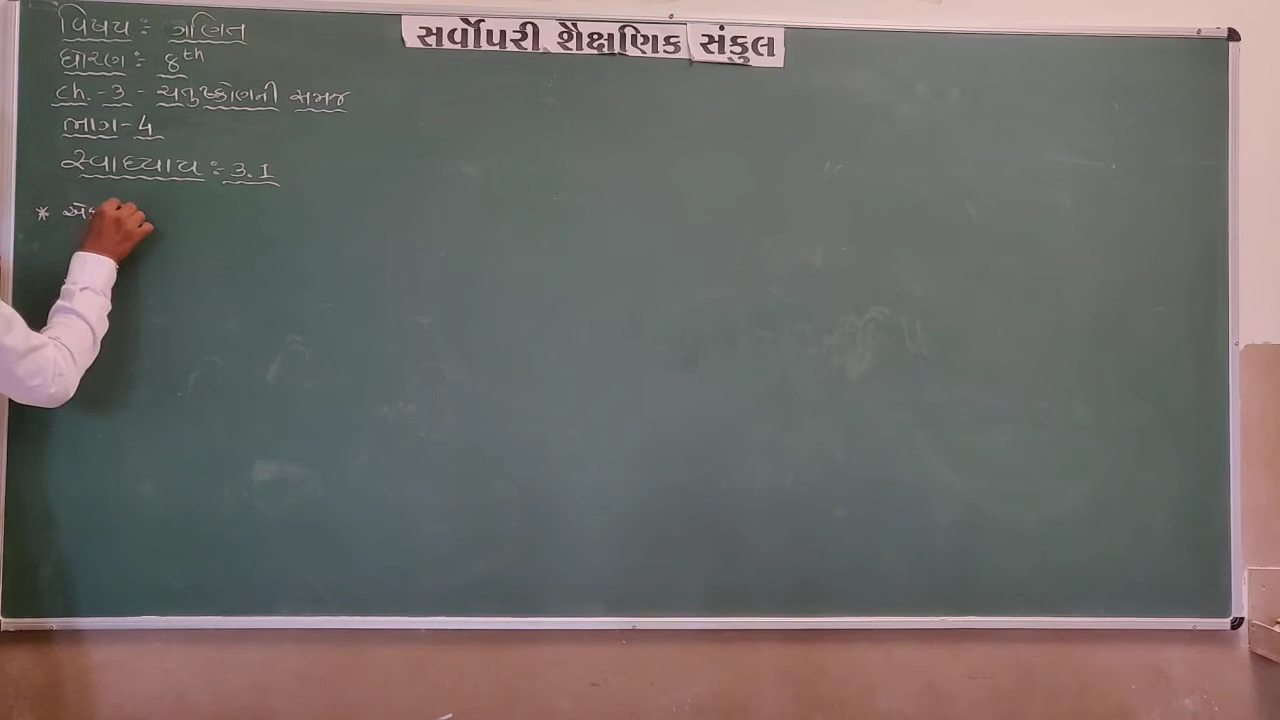 સર્વોપરી શૈક્ષણિક સંકુલ
વિષય :- ગણિત
ધોરણ :- 8th
Ch. - 3 - ચતુષ્કોણની સમજ
ભાગ - 4
સ્વાધ્યાય :- 3.1
*